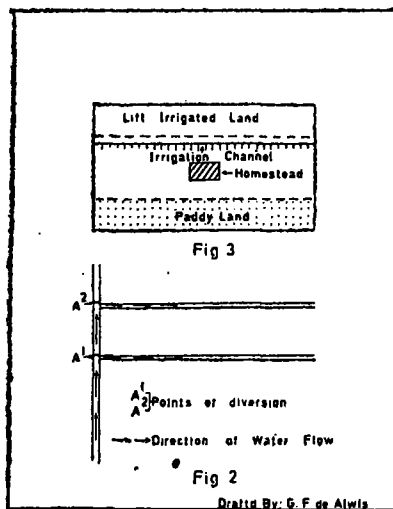 Lift Irrigated Land
Irrigation Channel
Homestead
Paddy Land
Fig 3
A²
A¹
A¹
A²
Points of diversion
Direction of Water Flow
Fig 2
Draftd By: G. F de Alwis